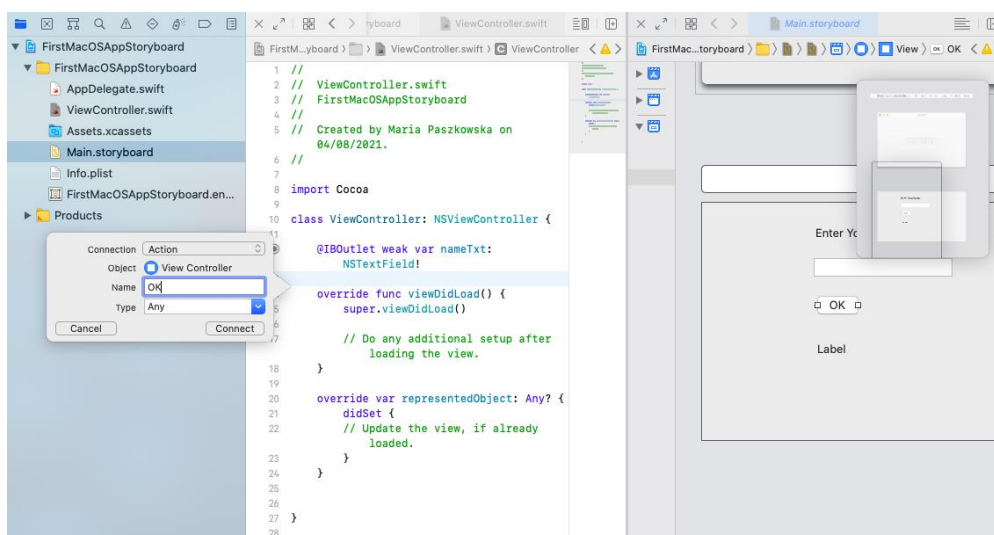 yboard
ViewController.swift
Main.storyboard
FirstMacOSAppStoryboard
FirstMacOSAppStoryboard
AppDelegate.swift
ViewController.swift
Assets.xcassets
Main.storyboard
Info.plist
FirstMacOSAppStoryboard.en...
Products
Connection Action
Object View Controller
Name OK
Type Any
Cancel Connect
FirstM...yboard ViewController.swift ViewController
1 //
2 // ViewController.swift
3 // FirstMacOSAppStoryboard
4 //
5 // Created by Maria Paszkowska on
04/08/2021.
6 //
7
8 import Cocoa
9
10 class ViewController: NSViewController {
11
@IBOutlet weak var nameTxt:
NSTextField!
override func viewDidLoad() {
super.viewDidLoad()
// Do any additional setup after
loading the view.
18 }
19
20 override var representedObject: Any? {
21 didSet {
22 // Update the view, if already
loaded.
23 }
24 }
25
26
27 }
28
FirstMac...toryboard View OK
Enter Yo
OK
Label